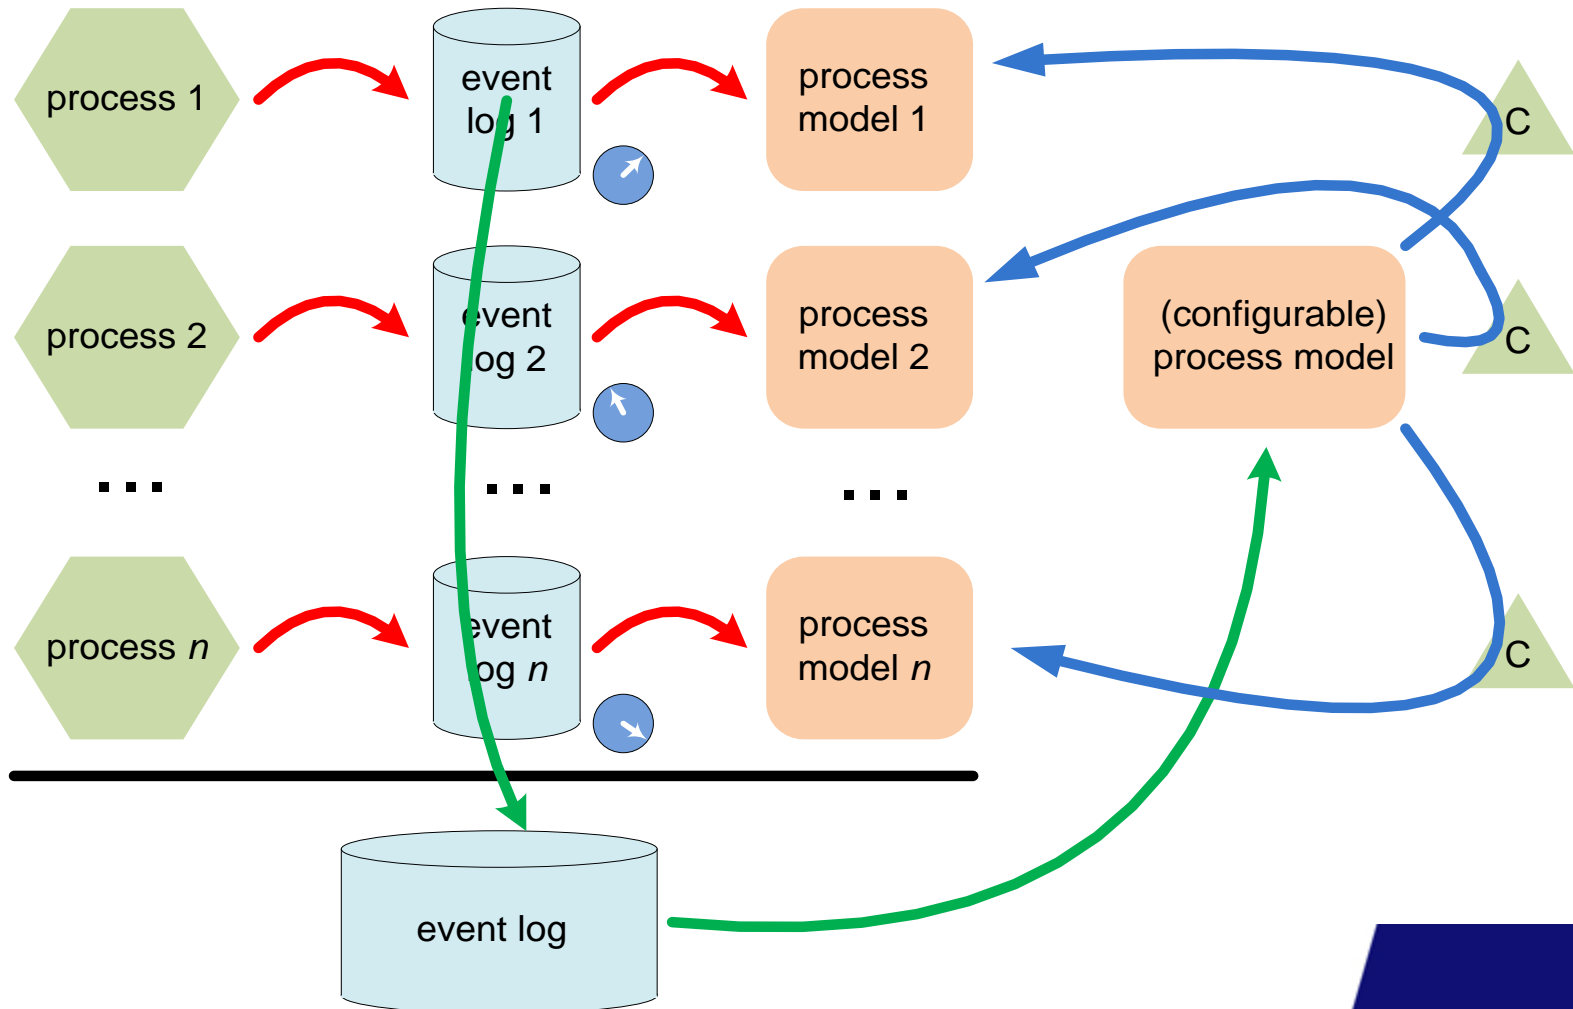 process 1
event
log 1
process
model 1
C
process 2
event
log 2
process
model 2
(configurable)
process model
C
...
...
...
process n
event
log n
process
model n
C
event log